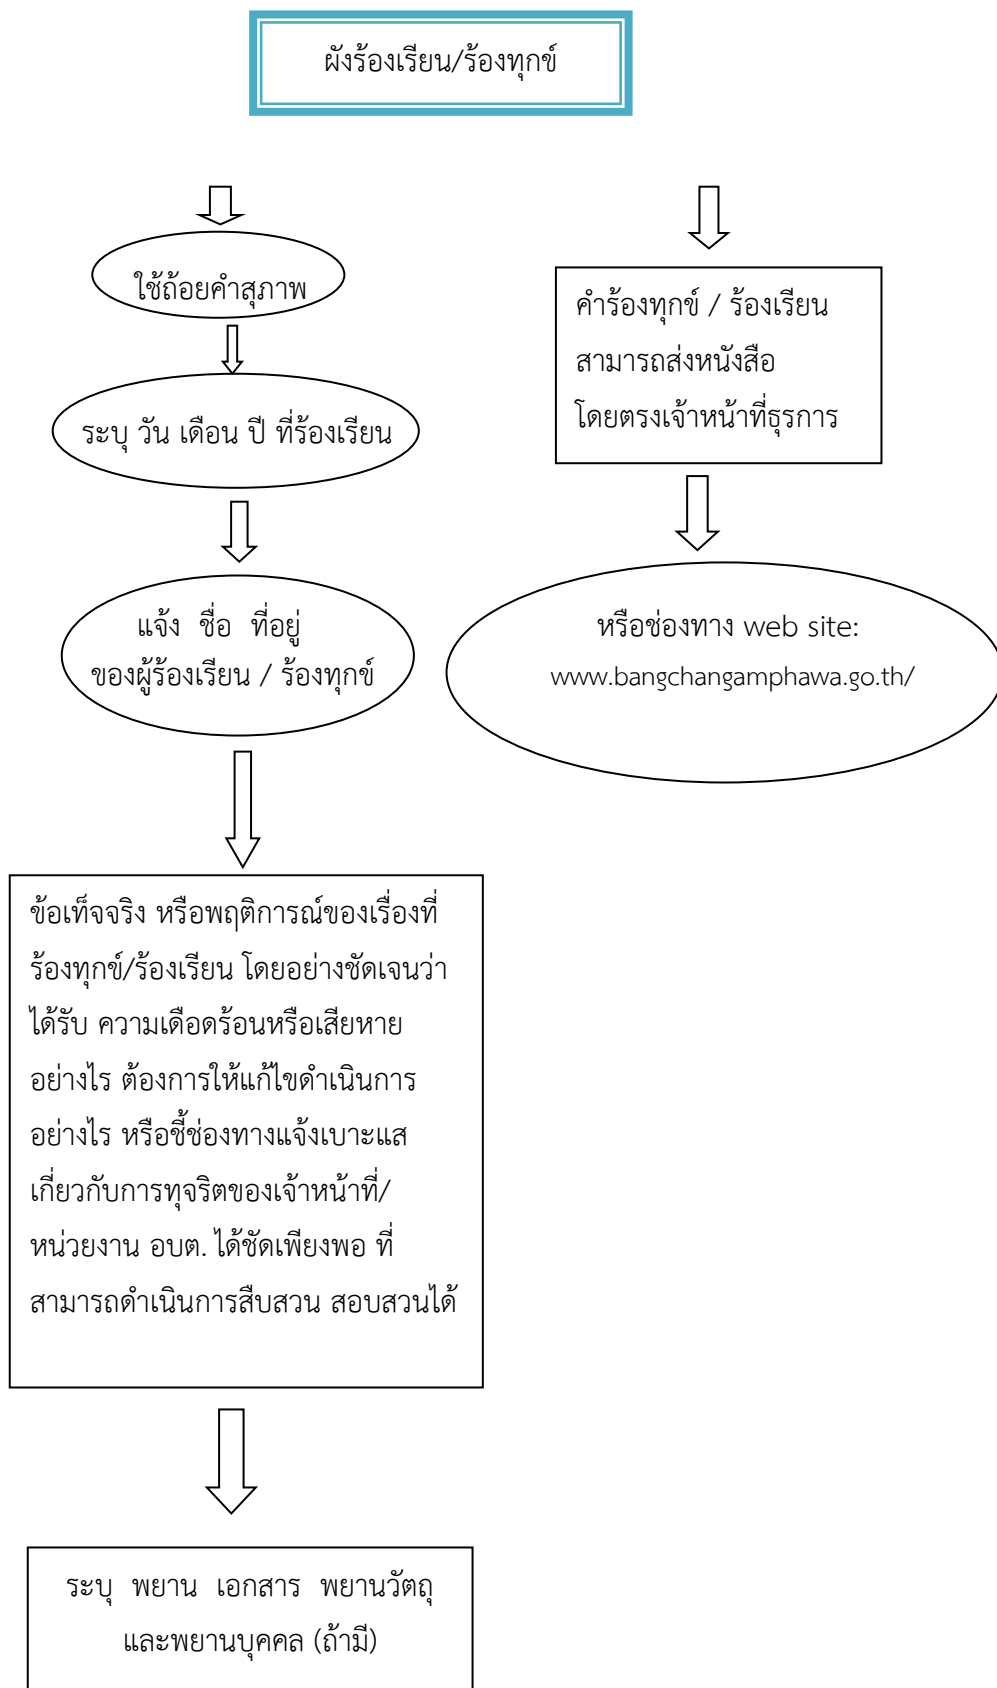 ผังร้องเรียน/ร้องทุกข์
ใช้ถ้อยคำสุภาพ
ระบุ วัน เดือน ปี ที่ร้องเรียน
แจ้ง ชื่อ ที่อยู่
ของผู้ร้องเรียน / ร้องทุกข์
ข้อเท็จจริง หรือพฤติการณ์ของเรื่องที่
ร้องทุกข์/ร้องเรียน โดยอย่างชัดเจนว่า
ได้รับ ความเดือดร้อนหรือเสียหาย
อย่างไร ต้องการให้แก้ไขดำเนินการ
อย่างไร หรือชี้ช่องทางแจ้งเบาะแส
เกี่ยวกับการทุจริตของเจ้าหน้าที่/
หน่วยงาน อบต. ได้ชัดเพียงพอ ที่
สามารถดำเนินการสืบสวน สอบสวนได้
ระบุ พยาน เอกสาร พยานวัตถุ
และพยานบุคคล (ถ้ามี)
คำร้องทุกข์ / ร้องเรียน
สามารถส่งหนังสือ
โดยตรงเจ้าหน้าที่ธุรการ
หรือช่องทาง web site:
www.bangchangamphawa.go.th/